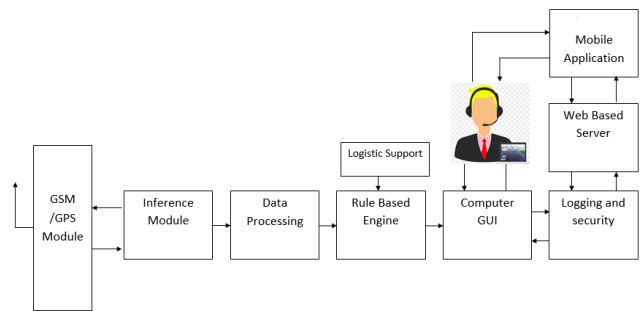 Mobile
Application
Web Based
Server
Logistic Support
GSM
/GPS
Module
Inference
Module
Data
Processing
Rule Based
Engine
Computer
GUI
Logging and
security